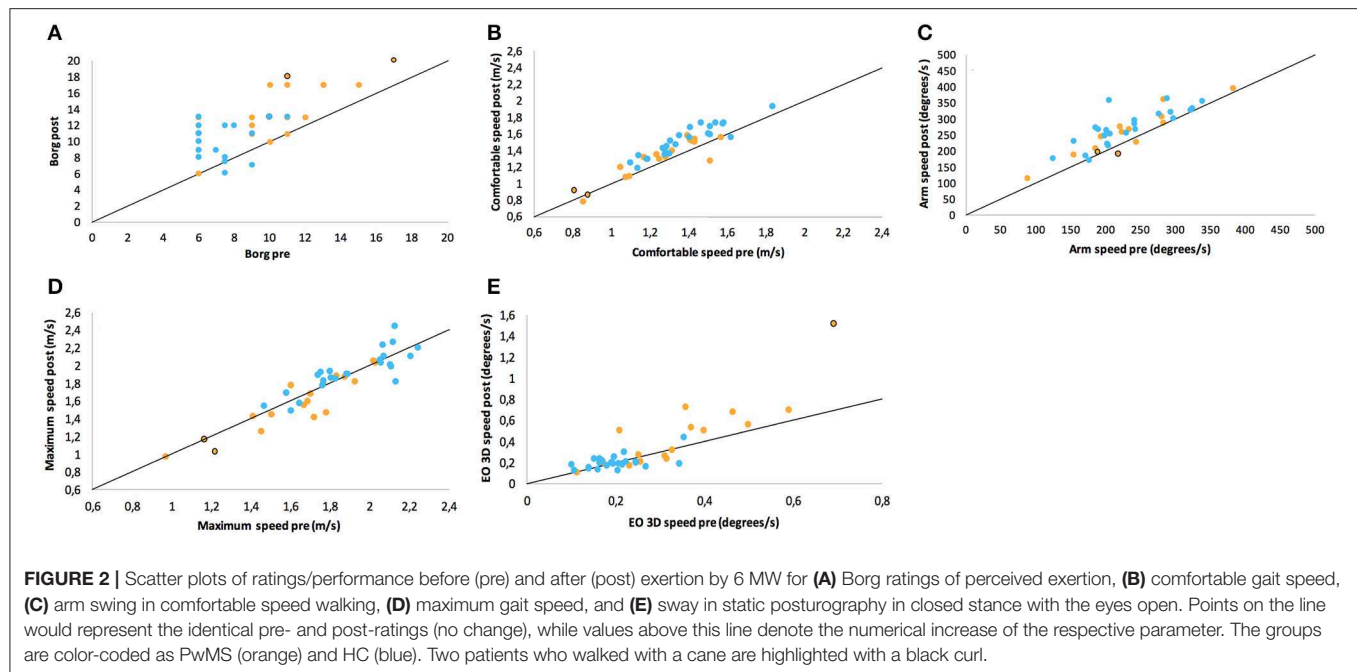 A
Borg post
20
18
16
14
12
10
8
6
4
2
0
0 2 4 6 8 10 12 14 16 18 20
Borg pre
B
Comfortable speed post (m/s)
2,6
2,4
2,2
2
1,8
1,6
1,4
1,2
1
0,8
0,6
0,6 0,8 1 1,2 1,4 1,6 1,8 2 2,2 2,4
Comfortable speed pre (m/s)
C
Arm speed post (degrees/s)
500
450
400
350
300
250
200
150
100
50
0
0 50 100 150 200 250 300 350 400 450 500
Arm speed pre (degrees/s)
D
Maximum speed post (m/s)
2,6
2,4
2,2
2
1,8
1,6
1,4
1,2
1
0,8
0,6
0,6 0,8 1 1,2 1,4 1,6 1,8 2 2,2 2,4
Maximum speed pre (m/s)
E
EO 3D speed post (degrees/s)
1,6
1,4
1,2
1
0,8
0,6
0,4
0,2
0
0 0,2 0,4 0,6 0,8
EO 3D speed pre (degrees/s)
FIGURE 2 | Scatter plots of ratings/performance before (pre) and after (post) exertion by 6 MW for (A) Borg ratings of perceived exertion, (B) comfortable gait speed,
(C) arm swing in comfortable speed walking, (D) maximum gait speed, and (E) sway in static posturography in closed stance with the eyes open. Points on the line
would represent the identical pre- and post-ratings (no change), while values above this line denote the numerical increase of the respective parameter. The groups
are color-coded as PwMS (orange) and HC (blue). Two patients who walked with a cane are highlighted with a black curl.